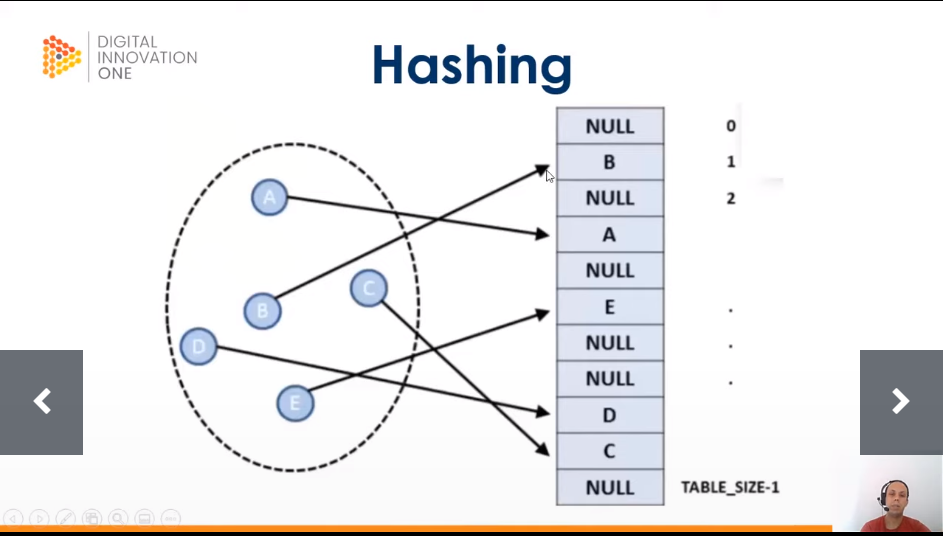 DIGITAL
INNOVATION
ONE
Hashing
NULL 0
B 1
NULL 2
A
NULL
E .
NULL .
NULL .
D
C
NULL TABLE_SIZE-1
A
B
C
D
E